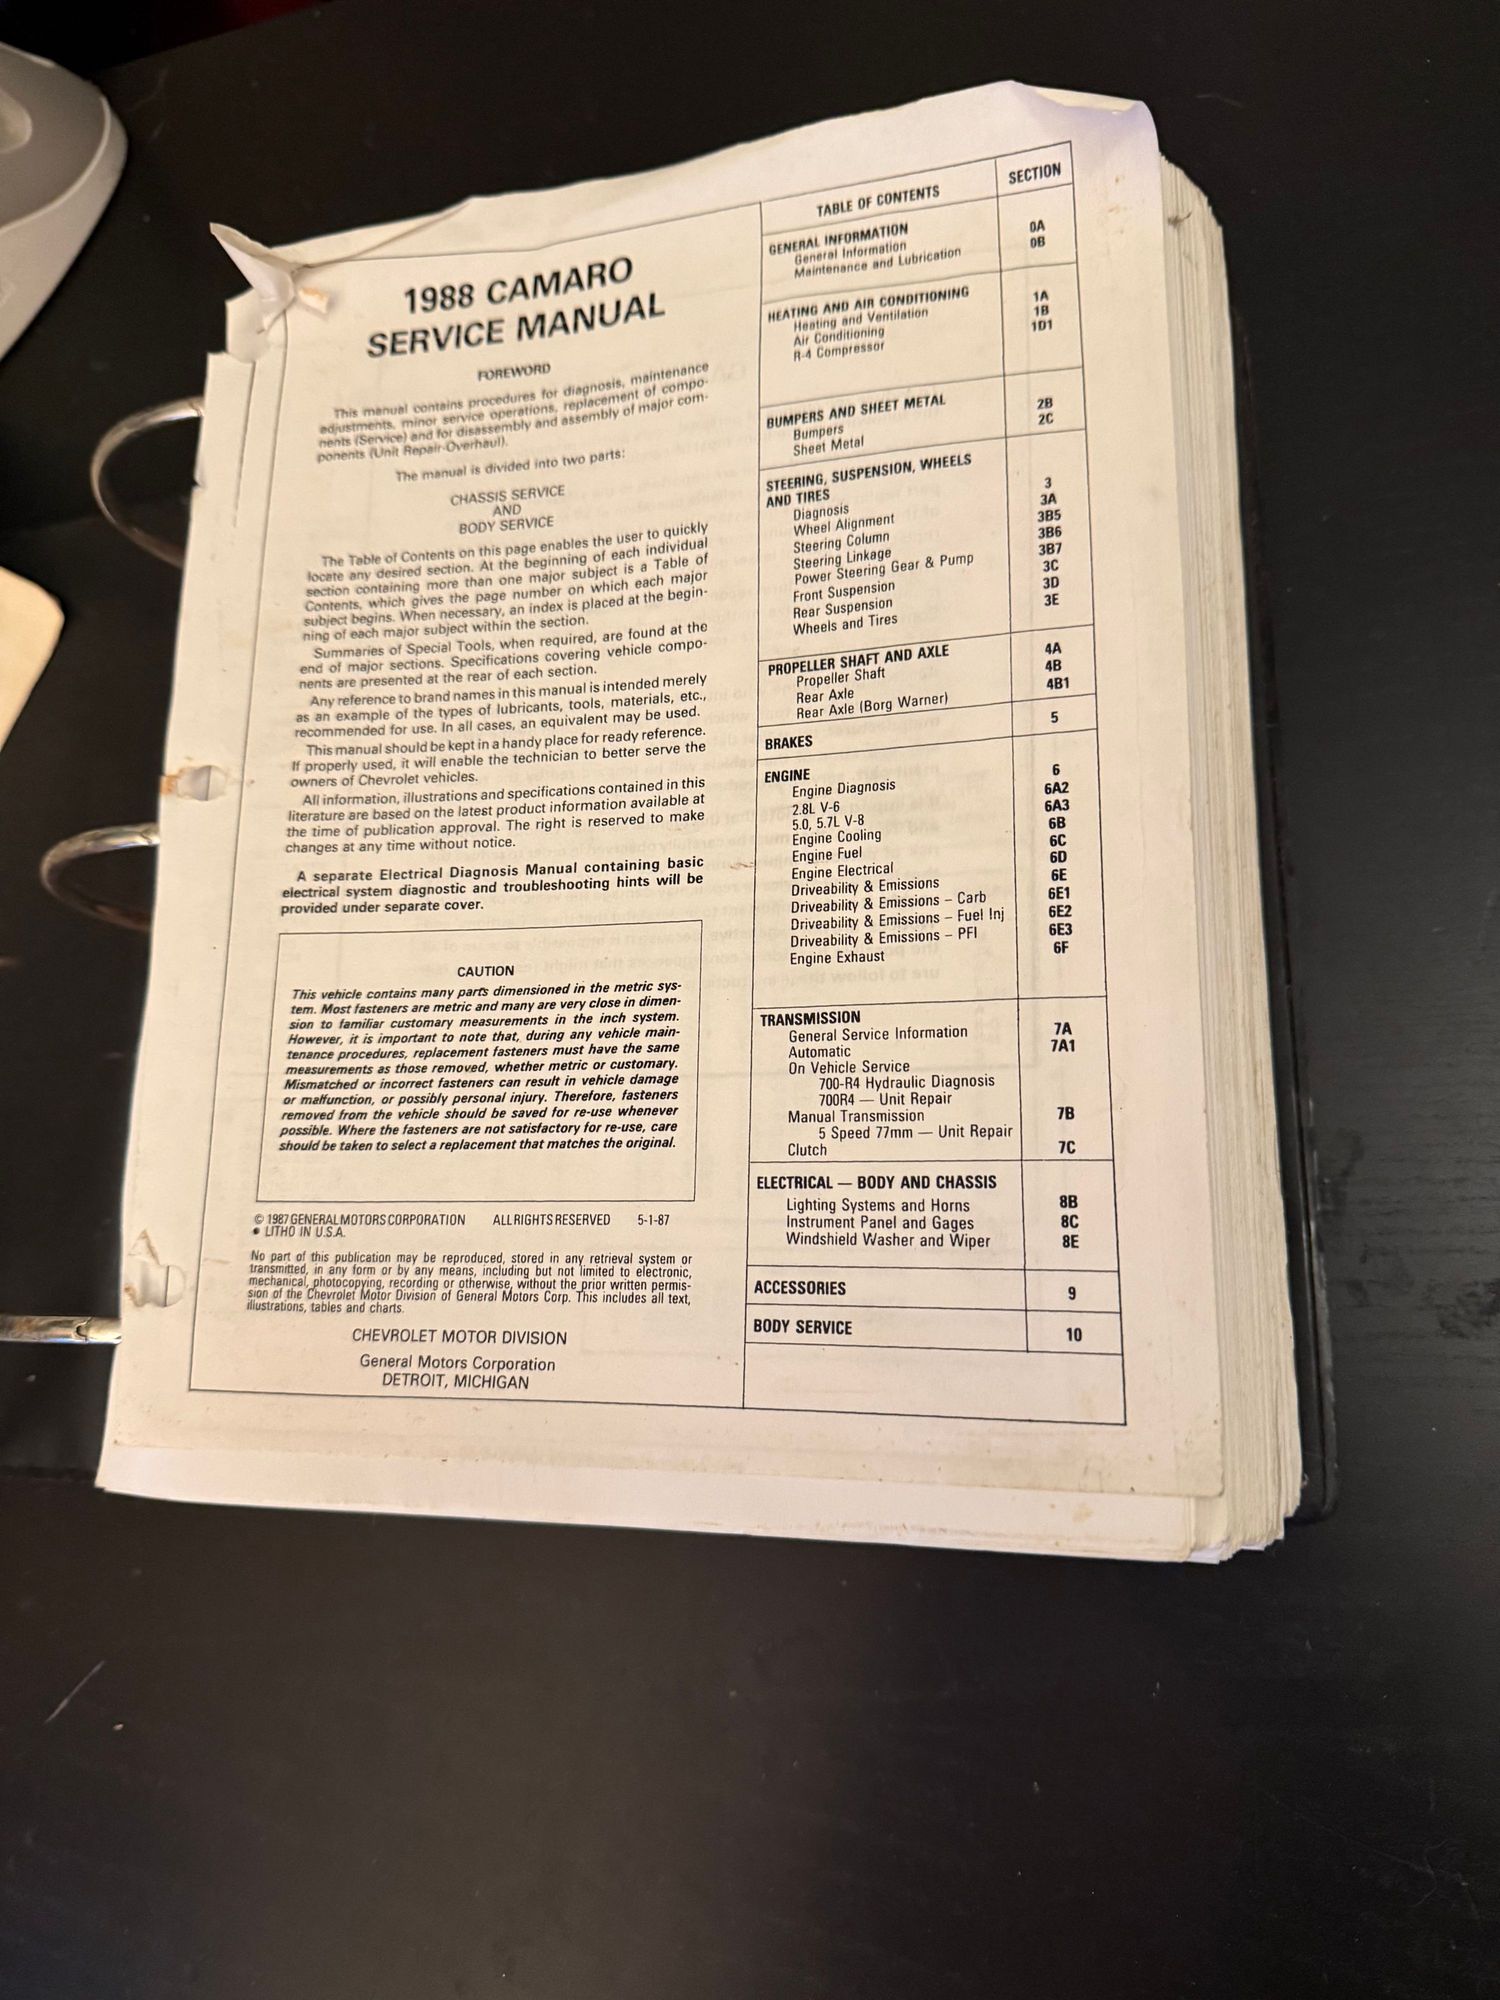 1988 CAMARO
SERVICE MANUAL
FOREWORD
This manual contains procedures for diagnosis, maintenance
adjustments, minor service operations, replacement of compo-
nents (Service) and for disassembly and assembly of major com-
ponents (Unit Repair-Overhaul).
The manual is divided into two parts:
CHASSIS SERVICE
AND
BODY SERVICE
The Table of Contents on this page enables the user to quickly
locate any desired section. At the beginning of each individual
section containing more than one major subject is a Table of
Contents, which gives the page number on which each major
subject begins. When necessary, an index is placed at the begin-
ning of each major subject within the section.
Summaries of Special Tools, when required, are found at the
end of major sections. Specifications covering vehicle compo-
nents are presented at the rear of each section.
Any reference to brand names in this manual is intended merely
as an example of the types of lubricants, tools, materials, etc.,
recommended for use. In all cases, an equivalent may be used.
This manual should be kept in a handy place for ready reference.
If properly used, it will enable the technician to better serve the
owners of Chevrolet vehicles.
All information, illustrations and specifications contained in this
literature are based on the latest product information available at
the time of publication approval. The right is reserved to make
changes at any time without notice.
A separate Electrical Diagnosis Manual containing basic
electrical system diagnostic and troubleshooting hints will be
provided under separate cover.
CAUTION
This vehicle contains many parts dimensioned in the metric sys-
tem. Most fasteners are metric and many are very close in dimen-
sion to familiar customary measurements in the inch system.
However, it is important to note that, during any vehicle main-
tenance procedures, replacement fasteners must have the same
measurements as those removed, whether metric or customary.
Mismatched or incorrect fasteners can result in vehicle damage
or malfunction, or possibly personal injury. Therefore, fasteners
removed from the vehicle should be saved for re-use whenever
possible. Where the fasteners are not satisfactory for re-use, care
should be taken to select a replacement that matches the original.
© 1987 GENERAL MOTORS CORPORATION ALL RIGHTS RESERVED 5-1-87
● LITHO IN U.S.A.
No part of this publication may be reproduced, stored in any retrieval system or
transmitted, in any form or by any means, including but not limited to electronic,
mechanical, photocopying, recording or otherwise, without the prior written permis-
sion of the Chevrolet Motor Division of General Motors Corp. This includes all text,
illustrations, tables and charts.
CHEVROLET MOTOR DIVISION
General Motors Corporation
DETROIT, MICHIGAN
TABLE OF CONTENTS SECTION
GENERAL INFORMATION
General Information 0A
Maintenance and Lubrication 0B
HEATING AND AIR CONDITIONING
Heating and Ventilation 1A
Air Conditioning 1B
R-4 Compressor 1D1
BUMPERS AND SHEET METAL
Bumpers 2B
Sheet Metal 2C
STEERING, SUSPENSION, WHEELS
AND TIRES
Diagnosis 3
Wheel Alignment 3A
Steering Column 3B5
Steering Linkage 3B6
Power Steering Gear & Pump 3B7
Front Suspension 3C
Rear Suspension 3D
Wheels and Tires 3E
PROPELLER SHAFT AND AXLE
Propeller Shaft 4A
Rear Axle 4B
Rear Axle (Borg Warner) 4B1
BRAKES 5
ENGINE
Engine Diagnosis 6
2.8L V-6 6A2
5.0, 5.7L V-8 6A3
Engine Cooling 6B
Engine Fuel 6C
Engine Electrical 6D
Driveability & Emissions 6E
Driveability & Emissions – Carb 6E1
Driveability & Emissions – Fuel Inj 6E2
Driveability & Emissions – PFI 6E3
Engine Exhaust 6F
TRANSMISSION
General Service Information 7A
Automatic 7A1
On Vehicle Service
700-R4 Hydraulic Diagnosis
700R4 — Unit Repair
Manual Transmission 7B
5 Speed 77mm — Unit Repair
Clutch 7C
ELECTRICAL — BODY AND CHASSIS
Lighting Systems and Horns 8B
Instrument Panel and Gages 8C
Windshield Washer and Wiper 8E
ACCESSORIES 9
BODY SERVICE 10